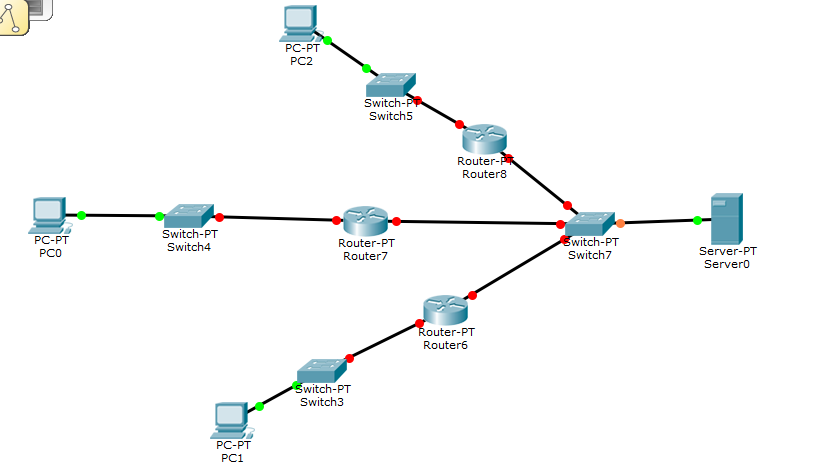 PC-PT
PC2
Switch-PT
Switch5
Router-PT
Router8
PC-PT
PC0
Switch-PT
Switch4
Router-PT
Router7
Switch-PT
Switch7
Server-PT
Server0
Router-PT
Router6
Switch-PT
Switch3
PC-PT
PC1